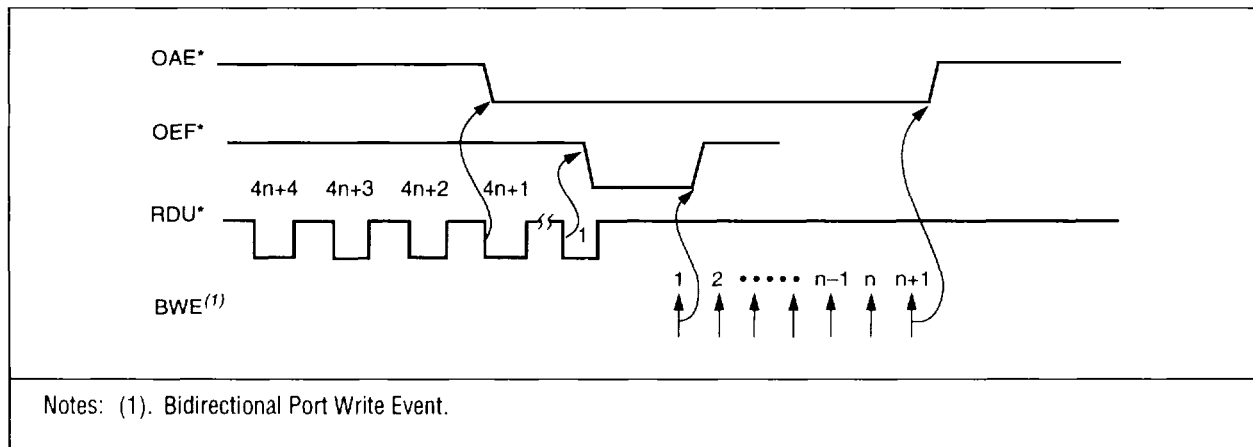 OAE*
OEF*
4n+4 4n+3 4n+2 4n+1
RDU* 1
1 2 ••••• n–1 n n+1
BWE(1)
Notes: (1). Bidirectional Port Write Event.